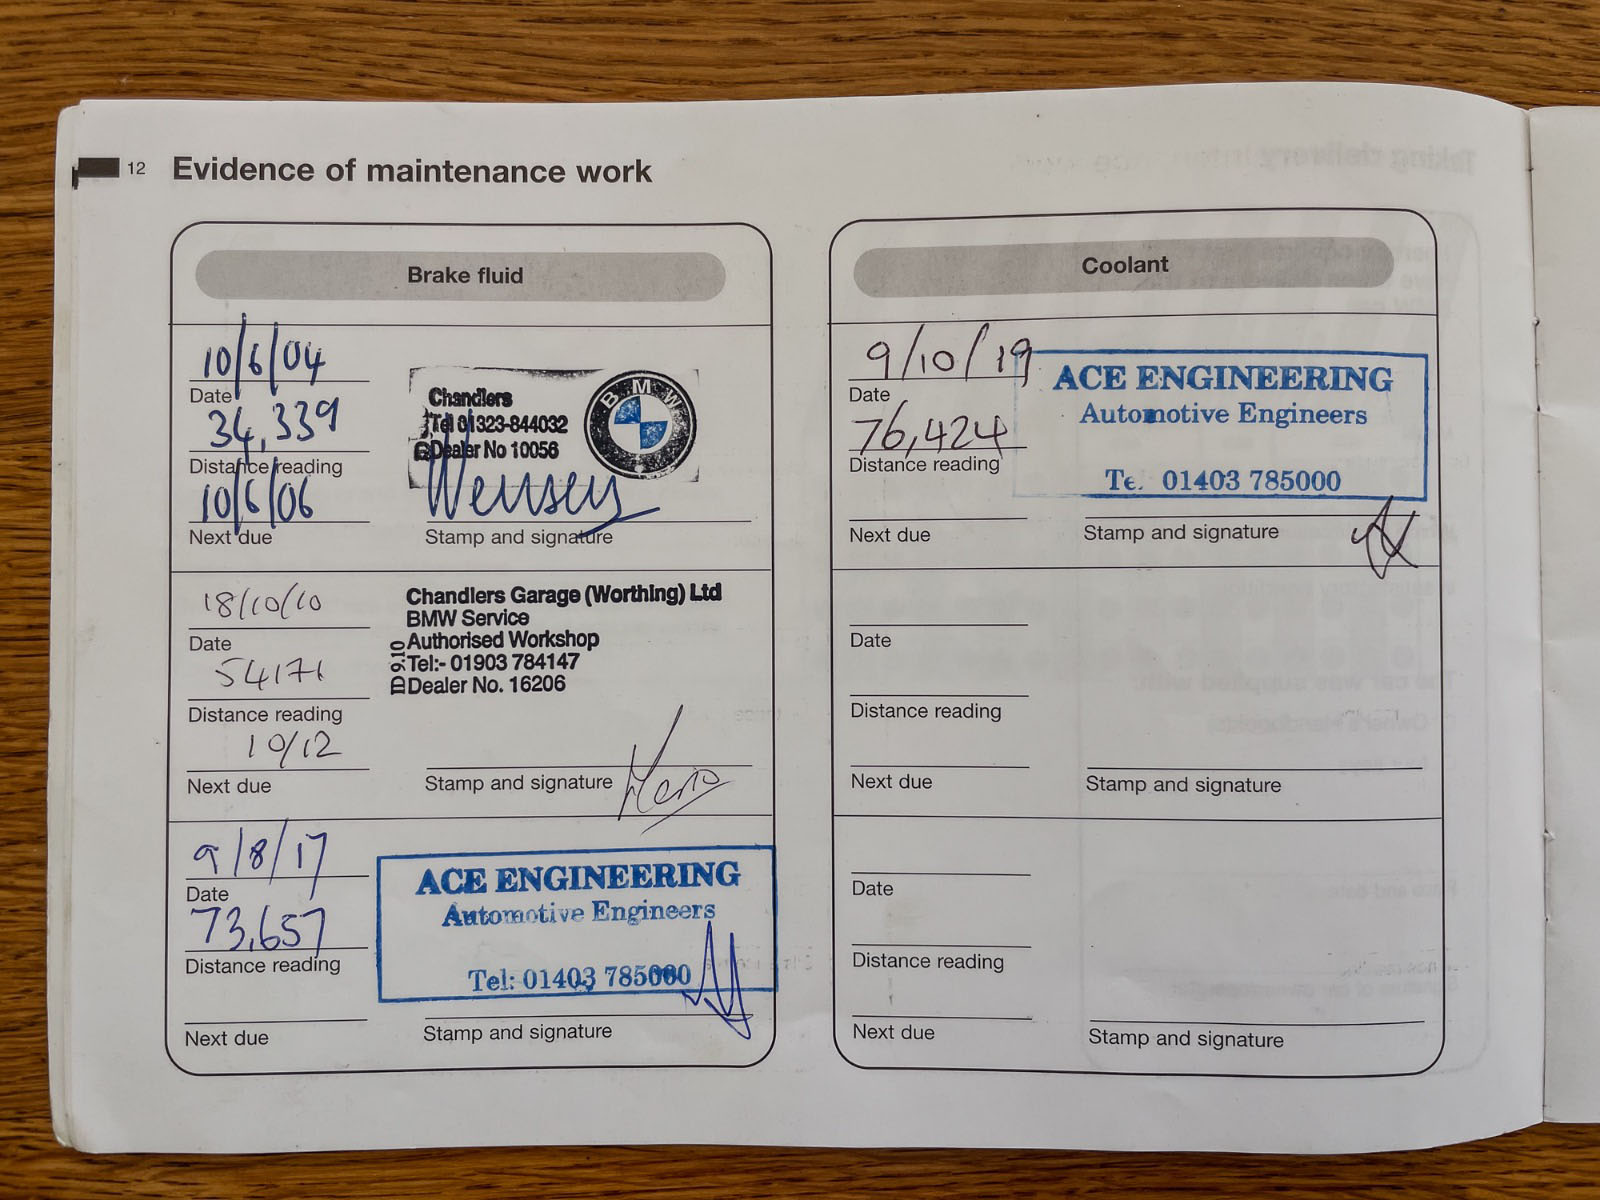 12 Evidence of maintenance work
Brake fluid
10/6/04
Date
34,339
Distance reading
10/6/06
Next due
Chandlers
Tel 01323-844032
Dealer No 10056
BMW
Stamp and signature
18/10/10
Date
54171
Distance reading
10/12
Next due
Chandlers Garage (Worthing) Ltd
BMW Service
Authorised Workshop
Tel:- 01903 784147
Dealer No. 16206
ID 9.10
Stamp and signature
9/8/17
Date
73,657
Distance reading
Next due
ACE ENGINEERING
Automotive Engineers
Tel: 01403 785000
Stamp and signature
Coolant
9/10/19
Date
76,424
Distance reading
Next due
ACE ENGINEERING
Automotive Engineers
Te. 01403 785000
Stamp and signature
Date
Distance reading
Next due
Stamp and signature
Date
Distance reading
Next due
Stamp and signature